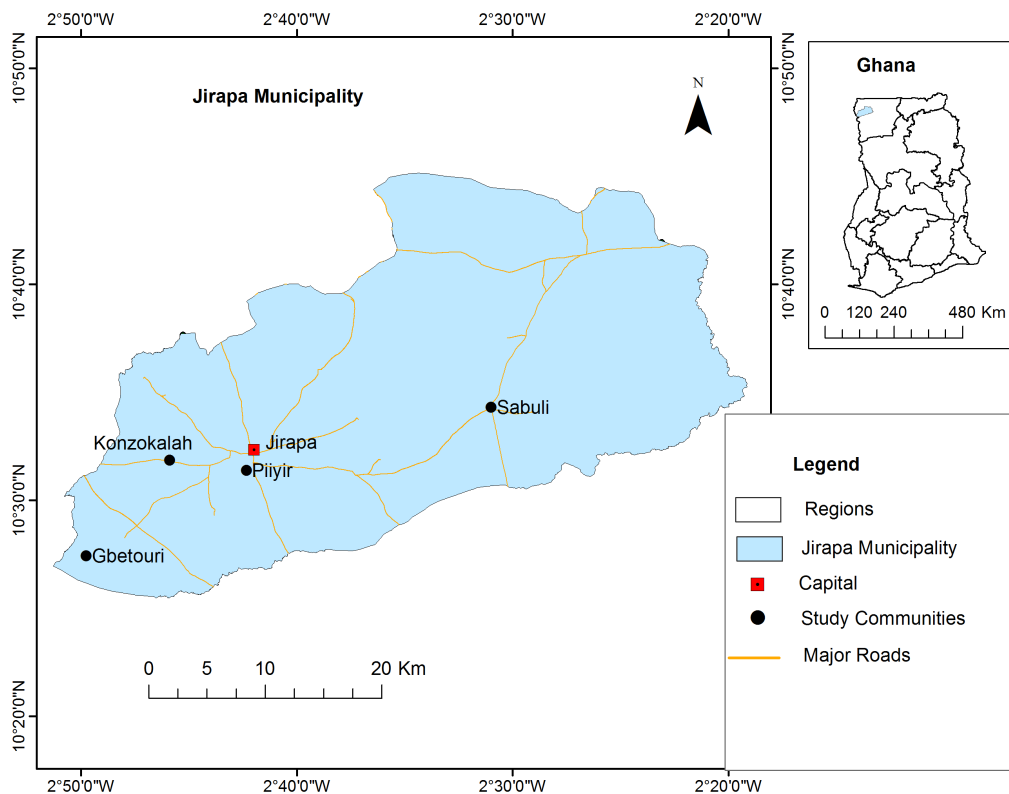 2°50'0"W 2°40'0"W 2°30'0"W 2°20'0"W
10°50'0"N
10°50'0"N
Jirapa Municipality
N
Ghana
0 120 240 480 Km
10°40'0"N
10°40'0"N
Sabuli
Konzokalah
Jirapa
Piiyir
10°30'0"N
10°30'0"N
Gbetouri
Legend
Regions
Jirapa Municipality
Capital
Study Communities
Major Roads
0 5 10 20 Km
10°20'0"N
2°50'0"W 2°40'0"W 2°30'0"W 2°20'0"W